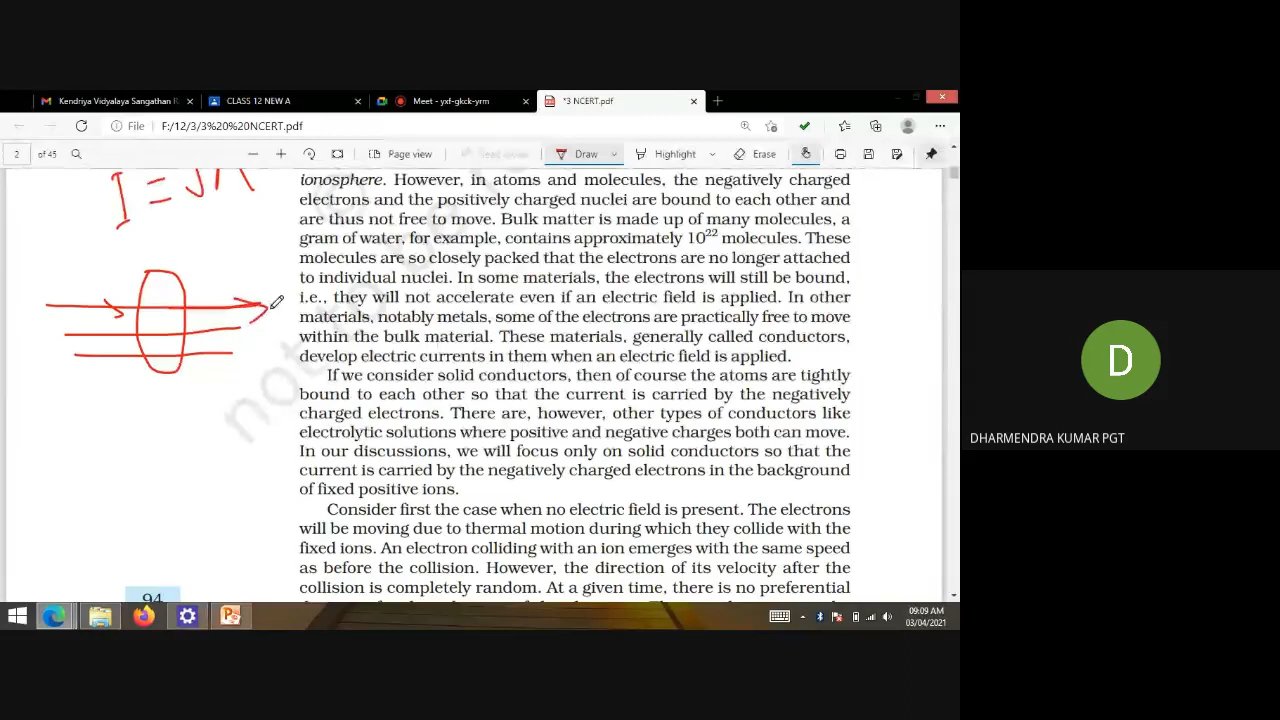 Kendriya Vidyalaya Sangathan R
CLASS 12 NEW A
Meet - yxf-gkck-yrm
*3 NCERT.pdf
File F:/12/3/3%20%20NCERT.pdf
2 of 45
Page view
Read aloud
Draw
Highlight
Erase
I =
ionosphere. However, in atoms and molecules, the negatively charged
electrons and the positively charged nuclei are bound to each other and
are thus not free to move. Bulk matter is made up of many molecules, a
gram of water, for example, contains approximately 10²² molecules. These
molecules are so closely packed that the electrons are no longer attached
to individual nuclei. In some materials, the electrons will still be bound,
i.e., they will not accelerate even if an electric field is applied. In other
materials, notably metals, some of the electrons are practically free to move
within the bulk material. These materials, generally called conductors,
develop electric currents in them when an electric field is applied.
If we consider solid conductors, then of course the atoms are tightly
bound to each other so that the current is carried by the negatively
charged electrons. There are, however, other types of conductors like
electrolytic solutions where positive and negative charges both can move.
In our discussions, we will focus only on solid conductors so that the
current is carried by the negatively charged electrons in the background
of fixed positive ions.
Consider first the case when no electric field is present. The electrons
will be moving due to thermal motion during which they collide with the
fixed ions. An electron colliding with an ion emerges with the same speed
as before the collision. However, the direction of its velocity after the
collision is completely random. At a given time, there is no preferential
94
not to be
09:09 AM
03/04/2021
D
DHARMENDRA KUMAR PGT